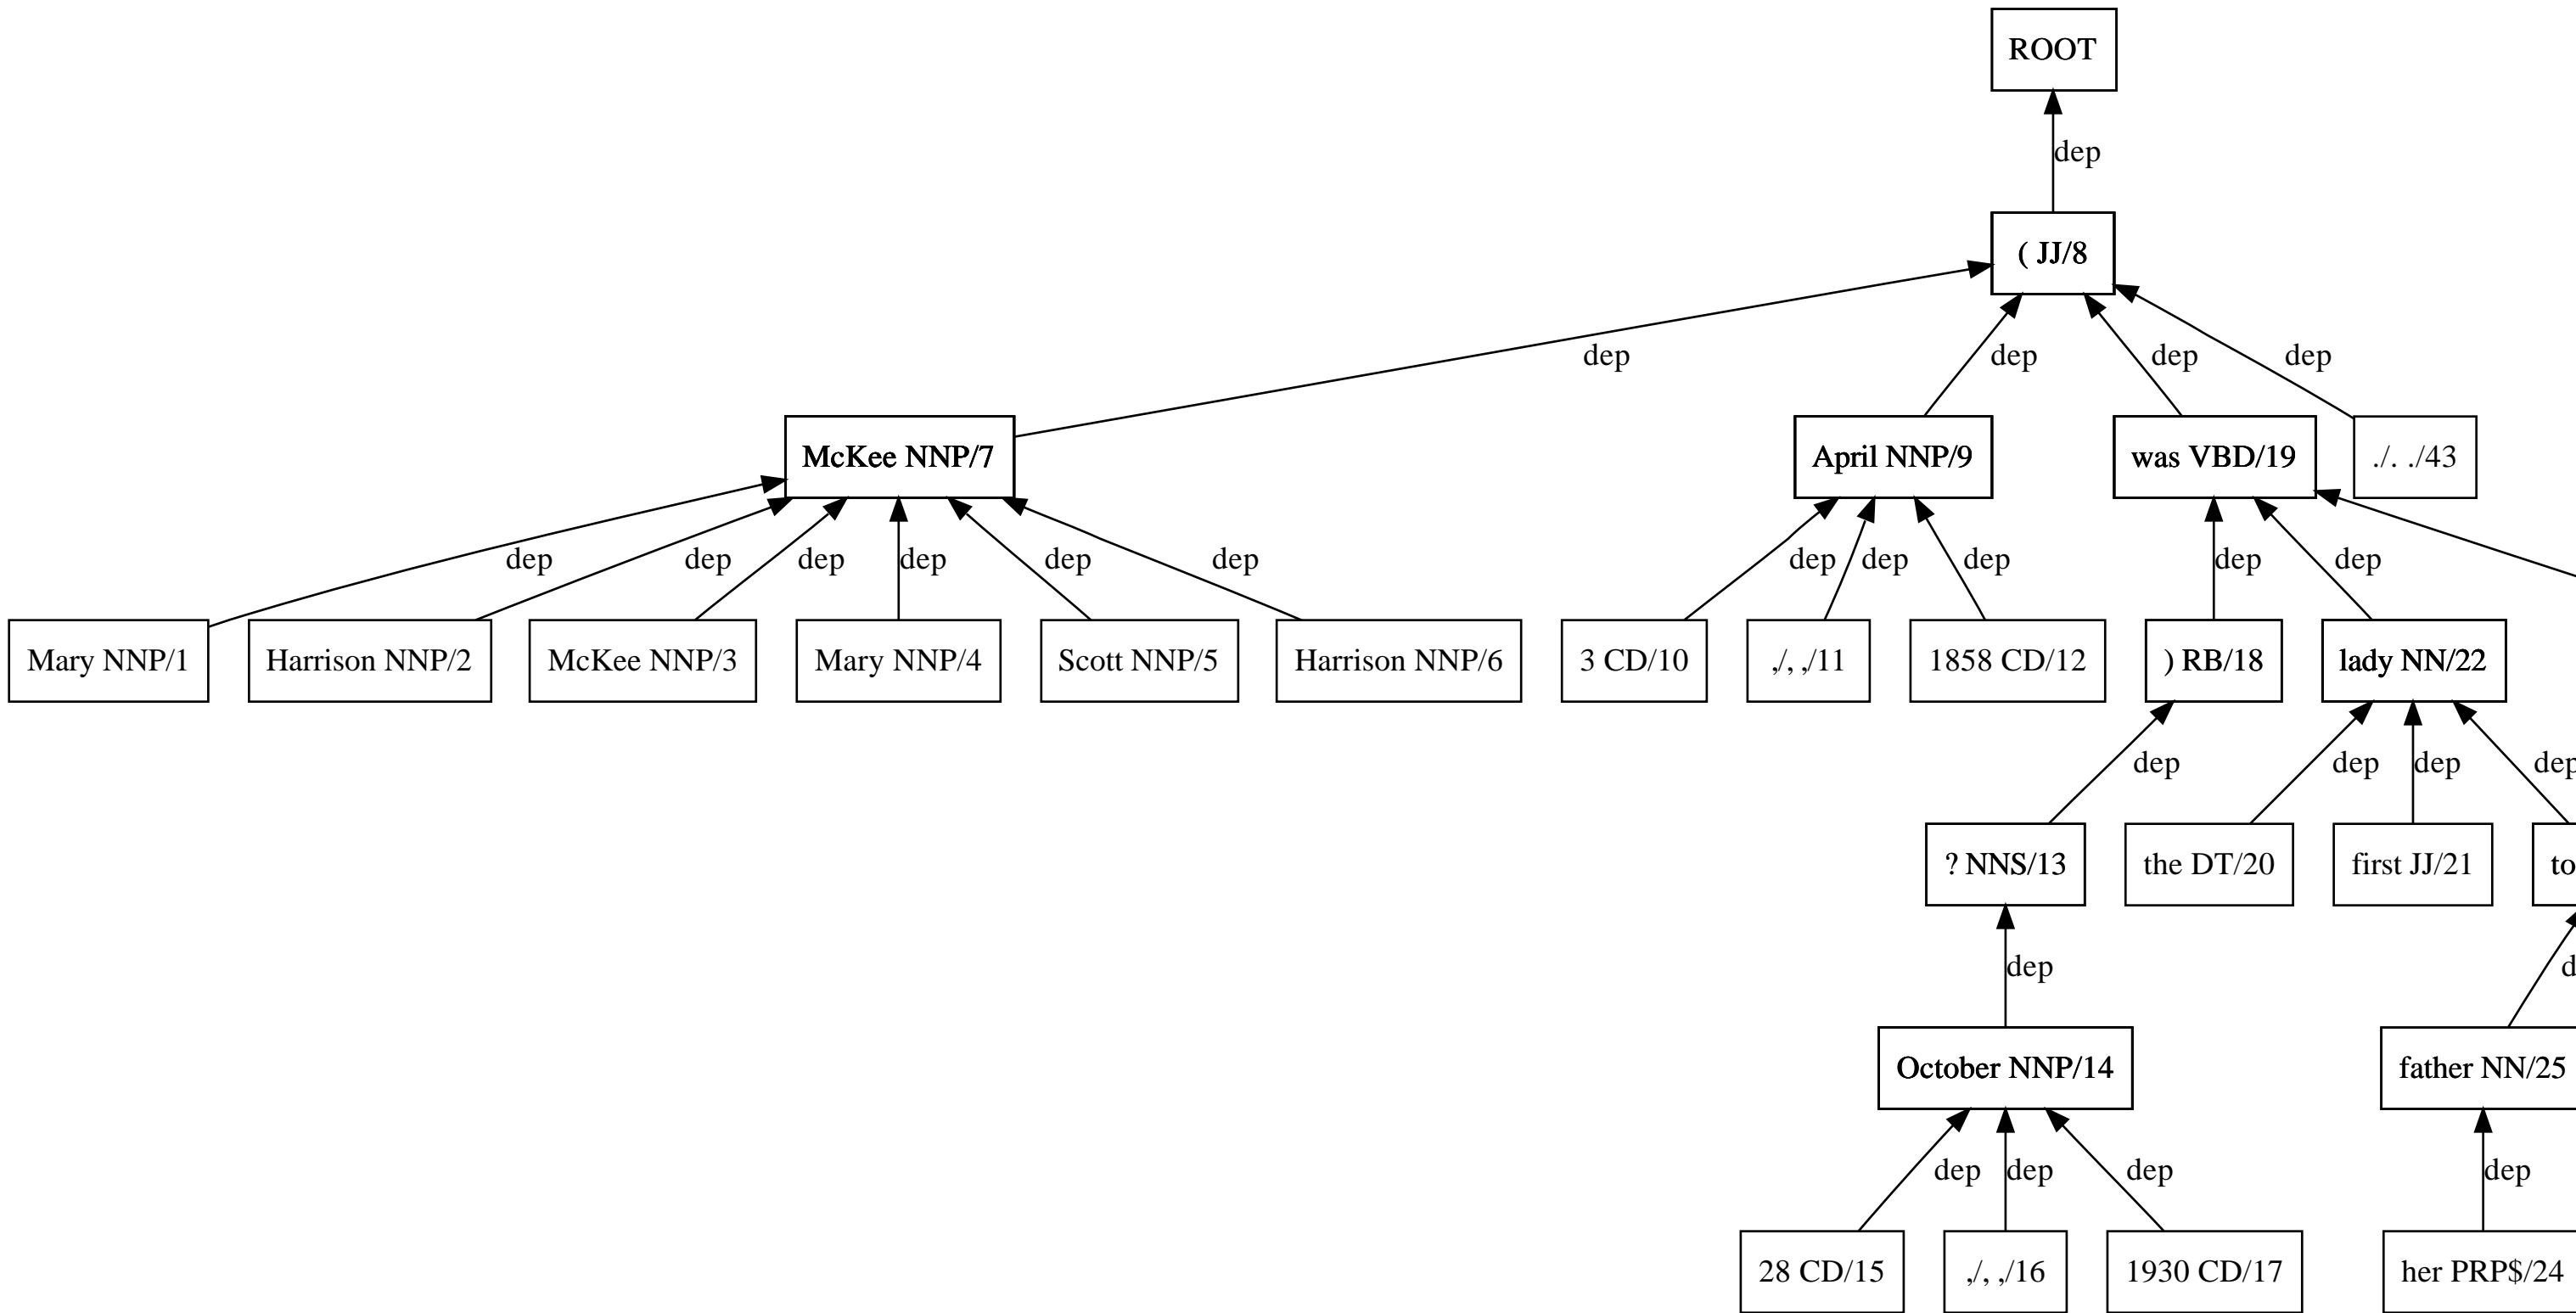 ROOT
dep
( JJ/8
dep dep dep dep
McKee NNP/7 April NNP/9 was VBD/19 ./. ./43
dep dep dep dep dep dep dep dep dep dep dep
Mary NNP/1 Harrison NNP/2 McKee NNP/3 Mary NNP/4 Scott NNP/5 Harrison NNP/6 3 CD/10 ,/, ,/11 1858 CD/12 ) RB/18 lady NN/22
dep dep dep dep
? NNS/13 the DT/20 first JJ/21 to
dep d
October NNP/14 father NN/25
dep dep dep dep
28 CD/15 ,/, ,/16 1930 CD/17 her PRP$/24